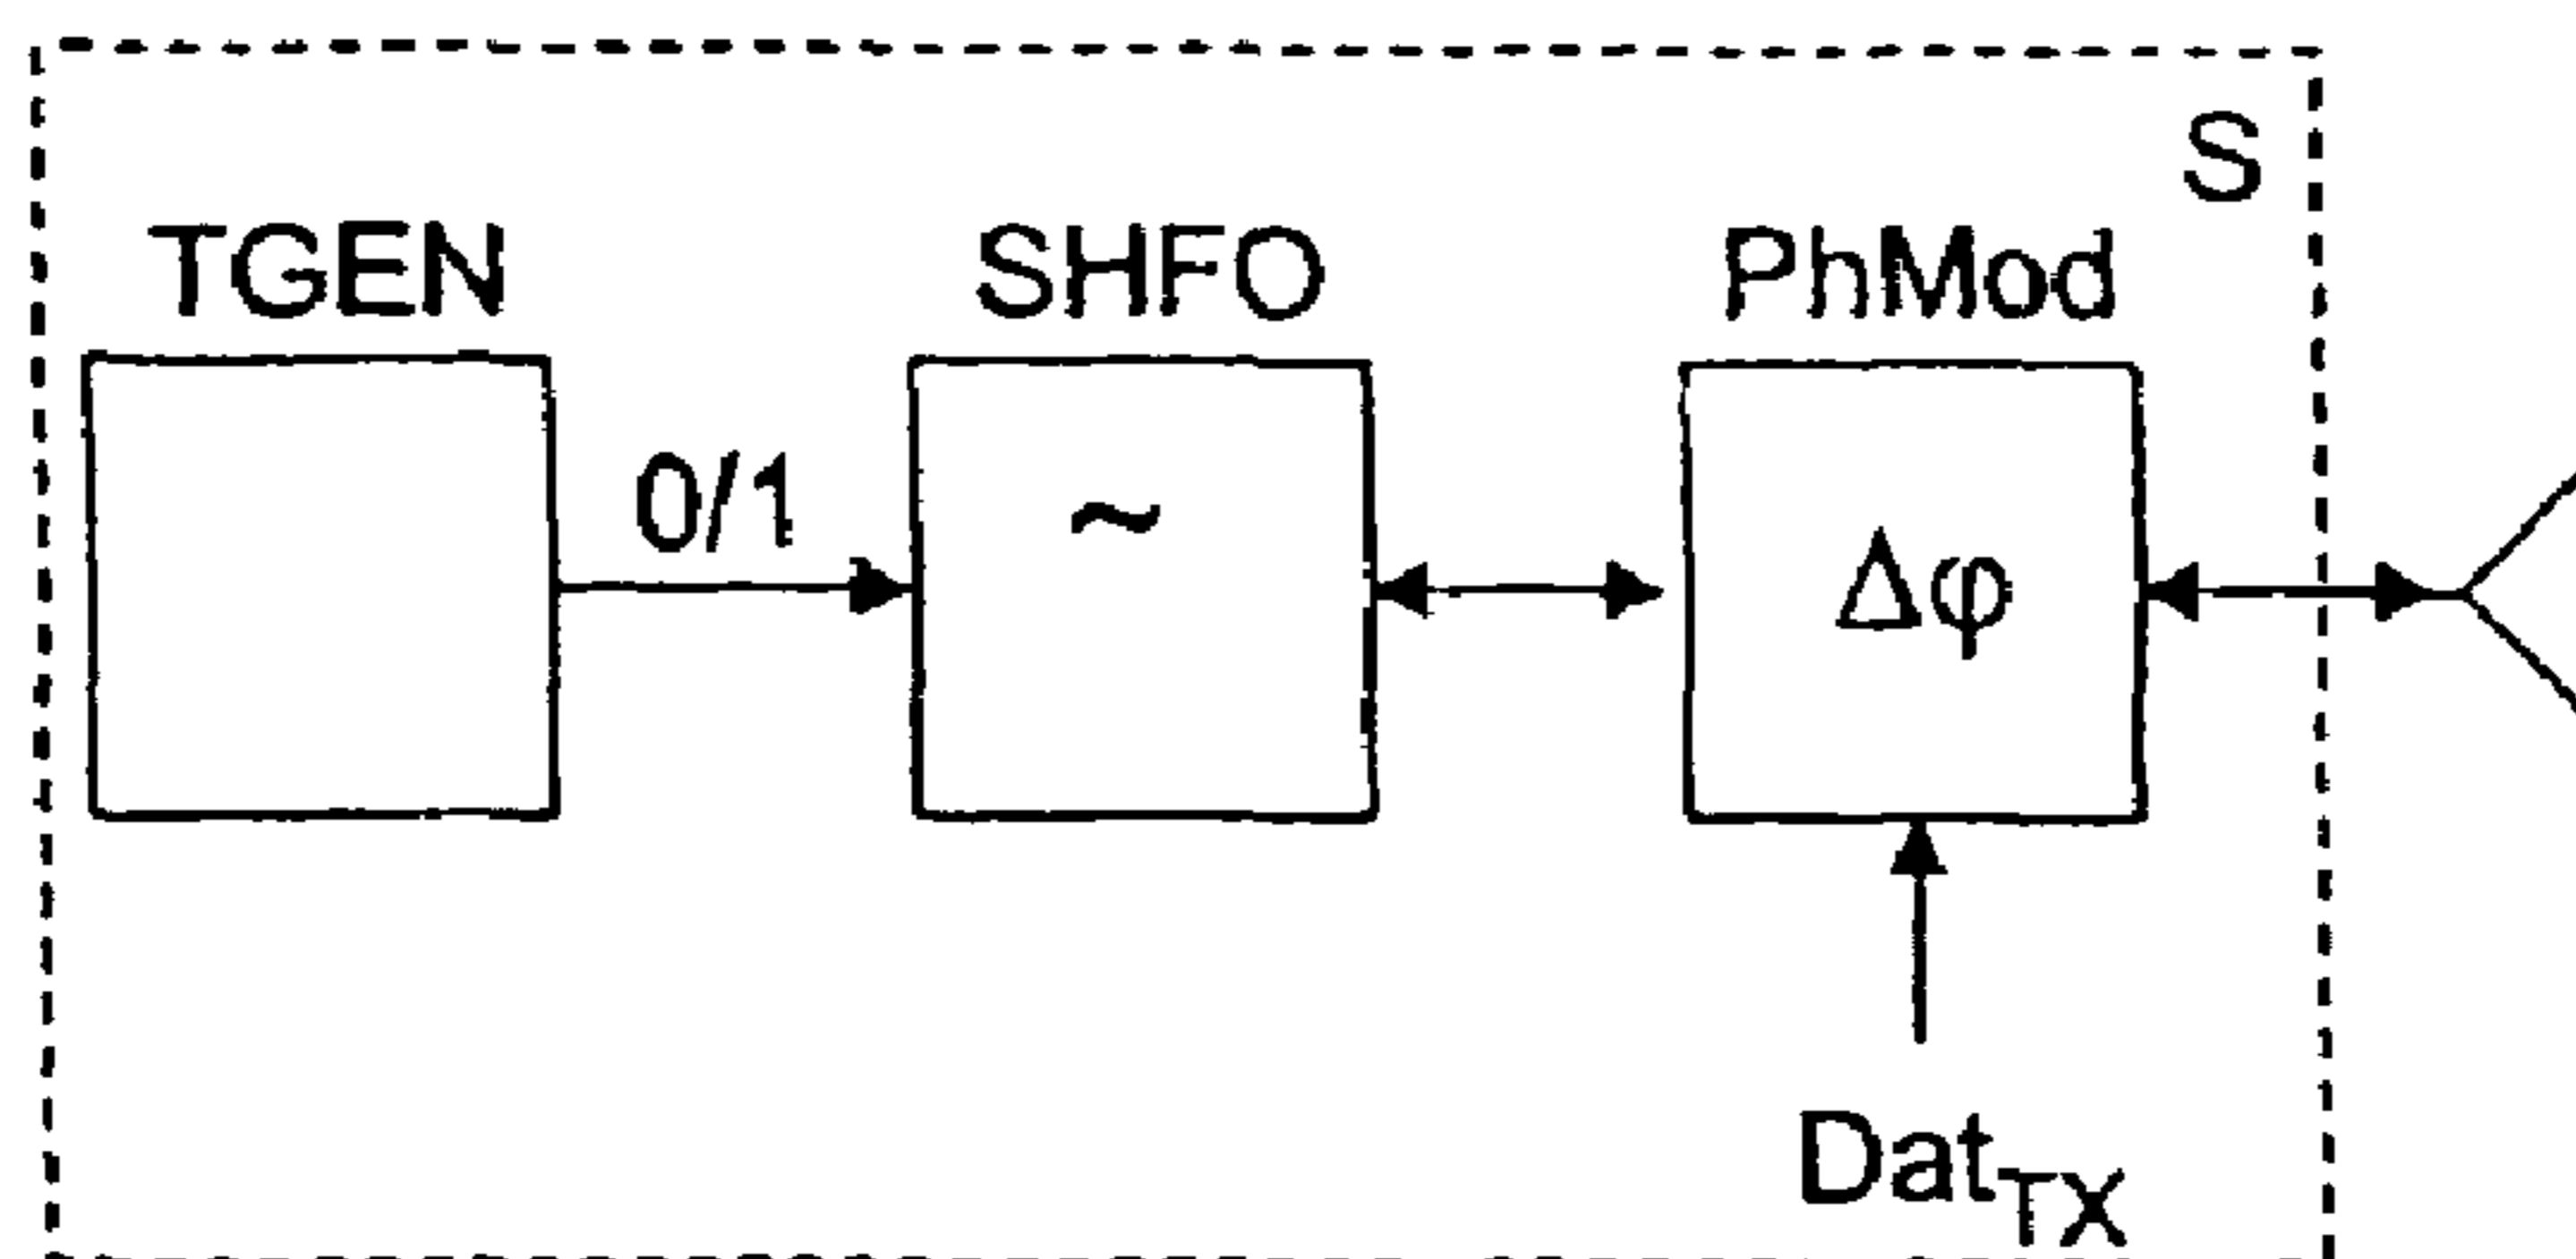 S
TGEN
SHFO
PhMod
0/1
~
Δφ
Dat_TX